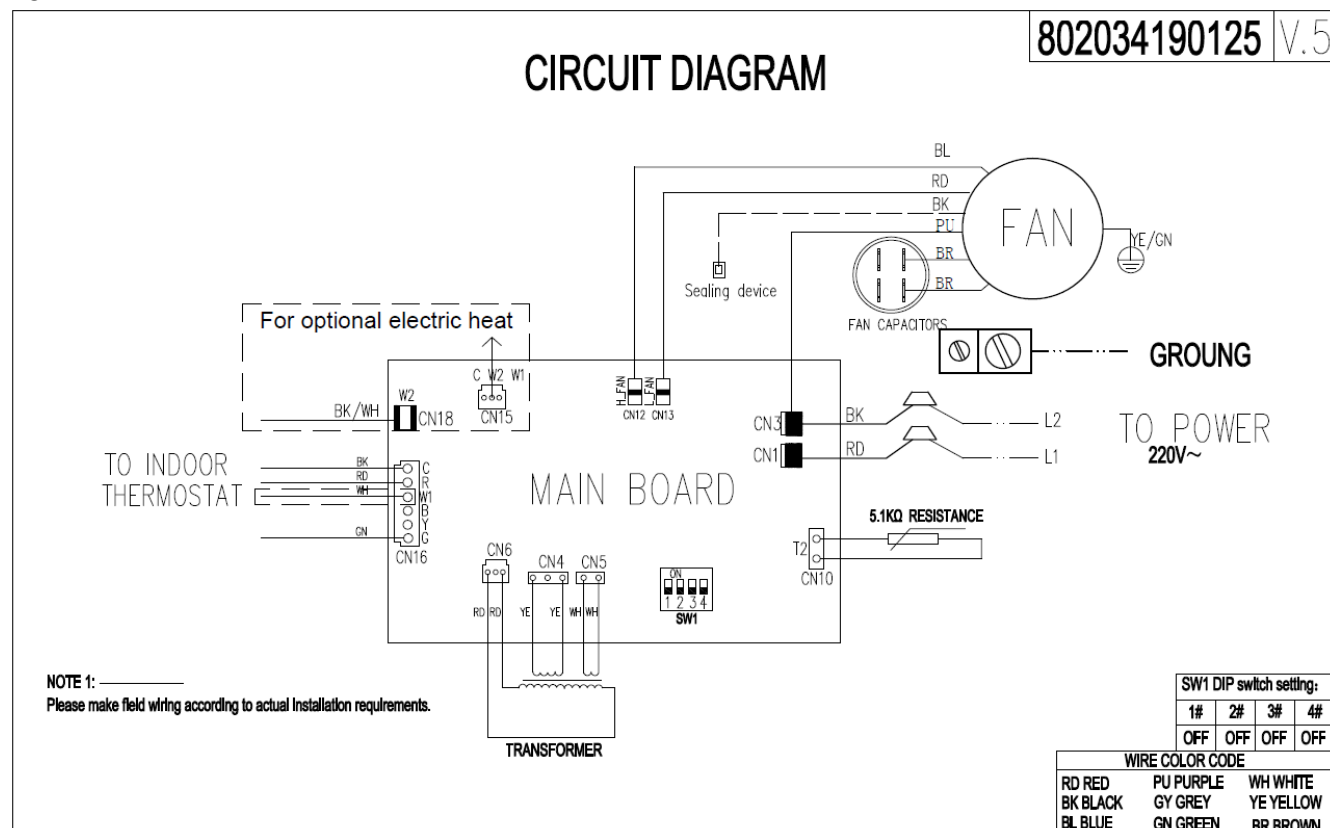 802034190125 V.5
CIRCUIT DIAGRAM
BL
RD
BK
PU
BR
BR
FAN
YE/GN
Sealing device
FAN CAPACITORS
GROUNG
For optional electric heat
C W2 W1
CN15
W2
BK/WH
CN18
H_FAN
L_FAN
CN12 CN13
CN3
BK
L2
CN1
RD
L1
TO POWER
220V~
TO INDOOR
THERMOSTAT
BK
RD
WH
GN
C
R
W1
B
Y
G
CN16
MAIN BOARD
5.1KΩ RESISTANCE
T2
CN10
CN6
CN4
CN5
RD RD YE YE WH WH
ON
1 2 3 4
SW1
TRANSFORMER
NOTE 1:
Please make field wiring according to actual installation requirements.
SW1 DIP switch setting:
1# 2# 3# 4#
OFF OFF OFF OFF
WIRE COLOR CODE
RD RED PU PURPLE WH WHITE
BK BLACK GY GREY YE YELLOW
BL BLUE GN GREEN BR BROWN